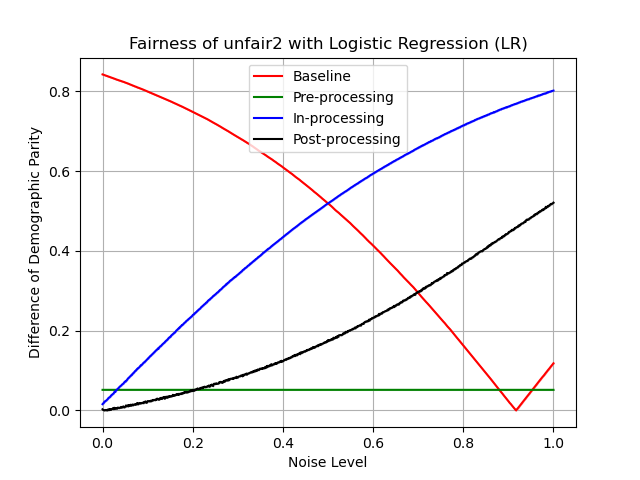 Fairness of unfair2 with Logistic Regression (LR)
Baseline
Pre-processing
In-processing
Post-processing
Difference of Demographic Parity
0.8
0.6
0.4
0.2
0.0
0.0 0.2 0.4 0.6 0.8 1.0
Noise Level